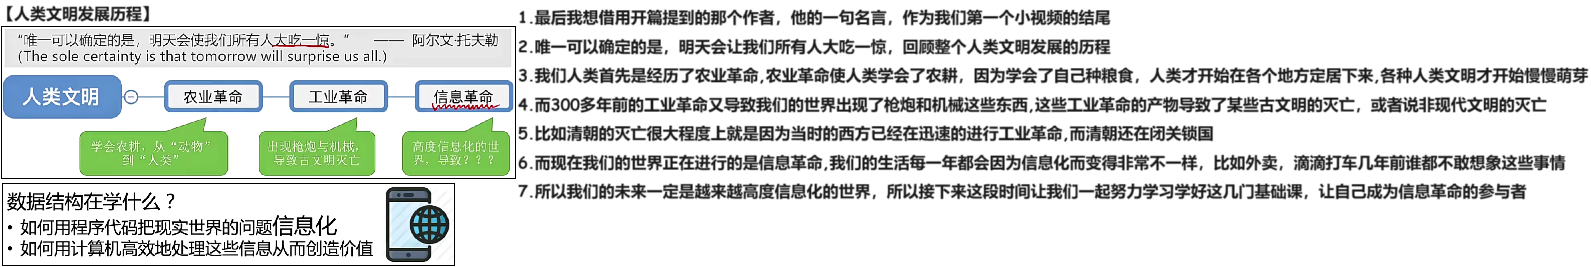 【人类文明发展历程】
“唯一可以确定的是，明天会使我们所有人大吃一惊。” —— 阿尔文·托夫勒
(The sole certainty is that tomorrow will surprise us all.)
人类文明
农业革命
工业革命
信息革命
学会农耕，从“动物”
到“人类”
出现枪炮与机械，
导致古文明灭亡
高度信息化的世
界，导致？？？
数据结构在学什么？
• 如何用程序代码把现实世界的问题信息化
• 如何用计算机高效地处理这些信息从而创造价值
1.最后我想借用开篇提到的那个作者，他的一句名言，作为我们第一个小视频的结尾
2.唯一可以确定的是，明天会让我们所有人大吃一惊，回顾整个人类文明发展的历程
3.我们人类首先是经历了农业革命,农业革命使人类学会了农耕，因为学会了自己种粮食，人类才开始在各个地方定居下来,各种人类文明才开始慢慢萌芽
4.而300多年前的工业革命又导致我们的世界出现了枪炮和机械这些东西,这些工业革命的产物导致了某些古文明的灭亡，或者说非现代文明的灭亡
5.比如清朝的灭亡很大程度上就是因为当时的西方已经在迅速的进行工业革命,而清朝还在闭关锁国
6.而现在我们的世界正在进行的是信息革命,我们的生活每一年都会因为信息化而变得非常不一样，比如外卖，滴滴打车几年前谁都不敢想象这些事情
7.所以我们的未来一定是越来越高度信息化的世界，所以接下来这段时间让我们一起努力学习学好这几门基础课，让自己成为信息革命的参与者